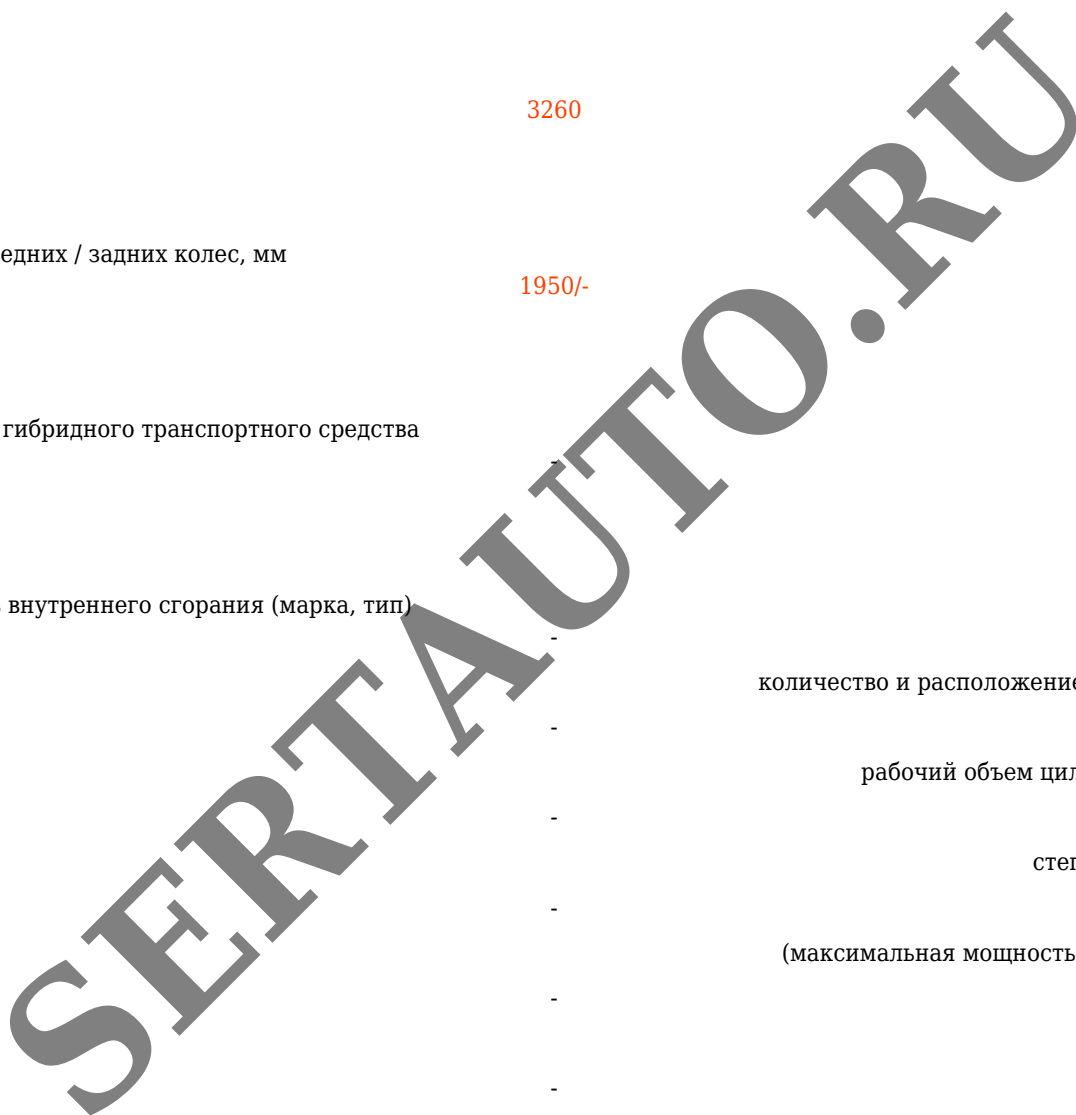 3260
едних / задних колес, мм
1950/-
гибридного транспортного средства
-
внутреннего сгорания (марка, тип)
-
количество и расположение
-
рабочий объем цил
-
степ
-
(максимальная мощность
-
-
SERTAUTO.RU